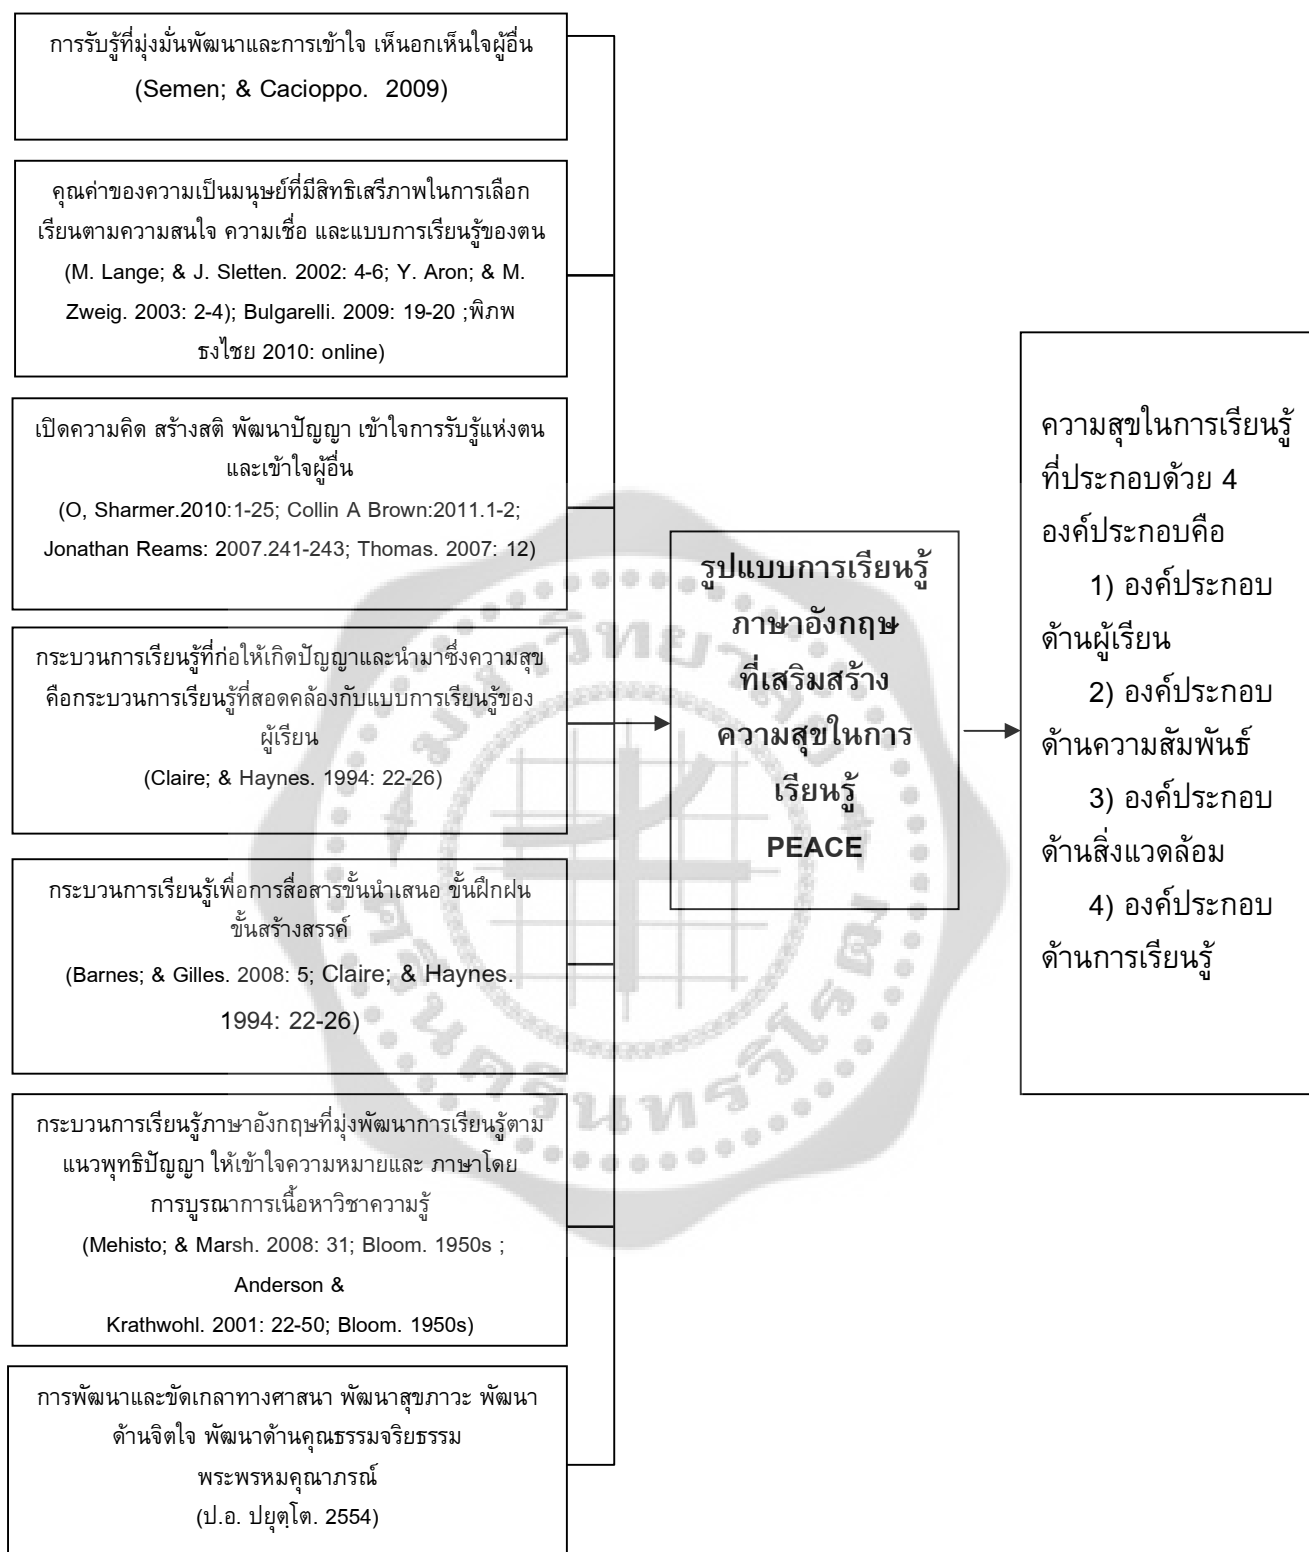 การรับรู้ที่มุ่งมั่นพัฒนาและการเข้าใจ เห็นอกเห็นใจผู้อื่น
(Semen; & Cacioppo. 2009)
คุณค่าของความเป็นมนุษย์ที่มีสิทธิเสรีภาพในการเลือก
เรียนตามความสนใจ ความเชื่อ และแบบการเรียนรู้ของตน
(M. Lange; & J. Sletten. 2002: 4-6; Y. Aron; & M.
Zweig. 2003: 2-4); Bulgarelli. 2009: 19-20 ;พิภพ
ธงไชย 2010: online)
เปิดความคิด สร้างสติ พัฒนาปัญญา เข้าใจการรับรู้แห่งตน
และเข้าใจผู้อื่น
(O, Sharmer.2010:1-25; Collin A Brown:2011.1-2;
Jonathan Reams: 2007.241-243; Thomas. 2007: 12)
กระบวนการเรียนรู้ที่ก่อให้เกิดปัญญาและนำมาซึ่งความสุข
คือกระบวนการเรียนรู้ที่สอดคล้องกับแบบการเรียนรู้ของ
ผู้เรียน
(Claire; & Haynes. 1994: 22-26)
กระบวนการเรียนรู้เพื่อการสื่อสารขั้นนำเสนอ ขั้นฝึกฝน
ขั้นสร้างสรรค์
(Barnes; & Gilles. 2008: 5; Claire; & Haynes.
1994: 22-26)
กระบวนการเรียนรู้ภาษาอังกฤษที่มุ่งพัฒนาการเรียนรู้ตาม
แนวพุทธิปัญญา ให้เข้าใจความหมายและ ภาษาโดย
การบูรณาการเนื้อหาวิชาความรู้
(Mehisto; & Marsh. 2008: 31; Bloom. 1950s ;
Anderson &
Krathwohl. 2001: 22-50; Bloom. 1950s)
การพัฒนาและขัดเกลาทางศาสนา พัฒนาสุขภาวะ พัฒนา
ด้านจิตใจ พัฒนาด้านคุณธรรมจริยธรรม
พระพรหมคุณาภรณ์
(ป.อ. ปยุตฺโต. 2554)
รูปแบบการเรียนรู้
ภาษาอังกฤษ
ที่เสริมสร้าง
ความสุขในการ
เรียนรู้
PEACE
ความสุขในการเรียนรู้
ที่ประกอบด้วย 4
องค์ประกอบคือ
1) องค์ประกอบ
ด้านผู้เรียน
2) องค์ประกอบ
ด้านความสัมพันธ์
3) องค์ประกอบ
ด้านสิ่งแวดล้อม
4) องค์ประกอบ
ด้านการเรียนรู้
มหาวิทยาลัย
ศรีนครินทรวิโรฒ